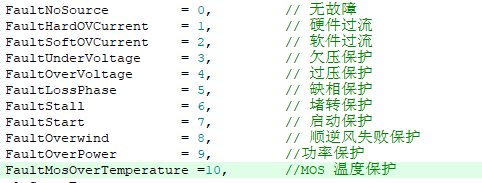 FaultNoSource = 0, // 无故障
FaultHardOVCurrent = 1, // 硬件过流
FaultSoftOVCurrent = 2, // 软件过流
FaultUnderVoltage = 3, // 欠压保护
FaultOverVoltage = 4, // 过压保护
FaultLossPhase = 5, // 缺相保护
FaultStall = 6, // 堵转保护
FaultStart = 7, // 启动保护
FaultOverwind = 8, // 顺逆风失败保护
FaultOverPower = 9, //功率保护
FaultMosOverTemperature =10, //MOS 温度保护